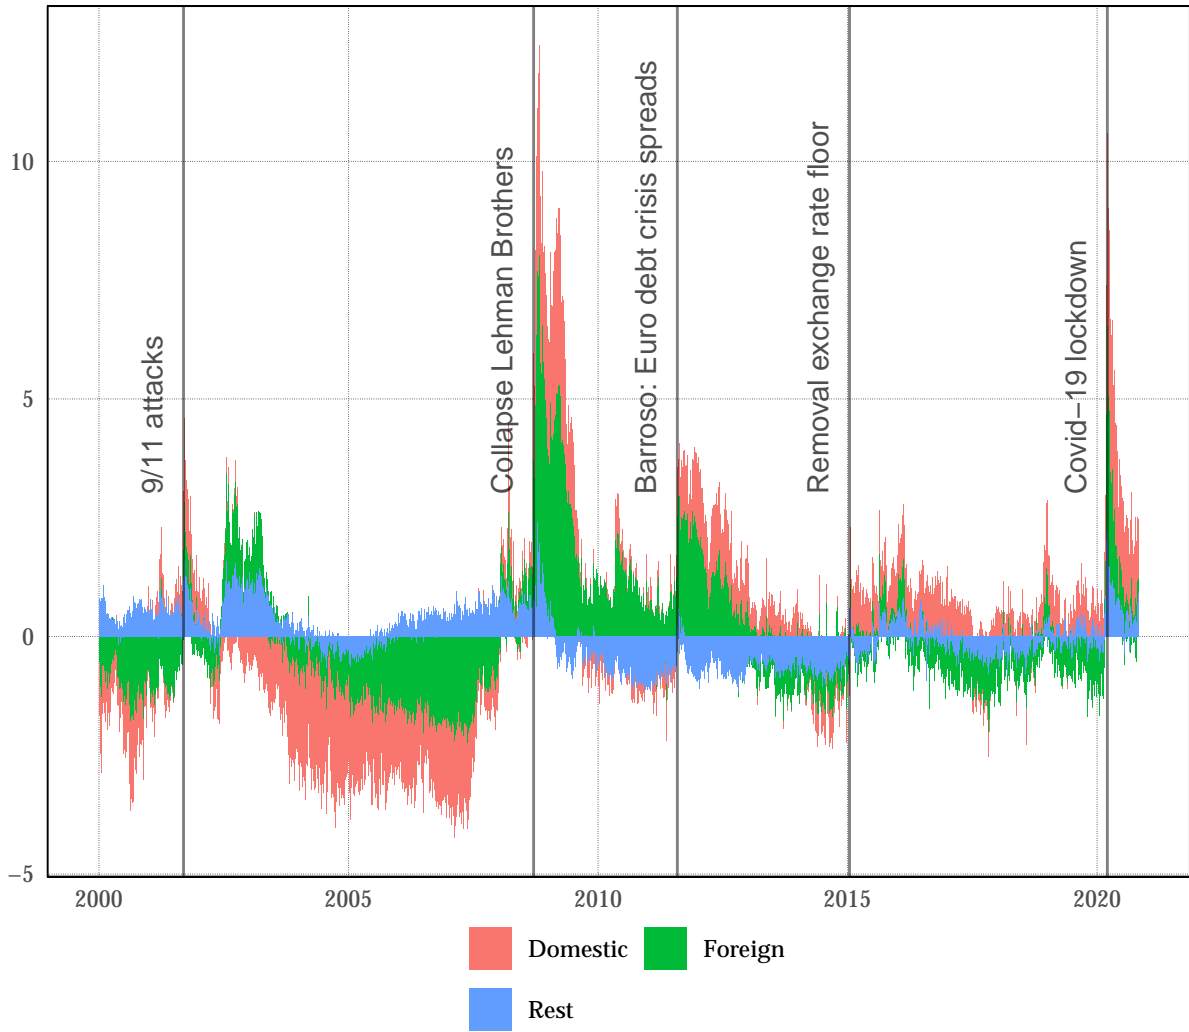 10
5
0
−5
9/11 attacks
Collapse Lehman Brothers
Barroso: Euro debt crisis spreads
Removal exchange rate floor
Covid−19 lockdown
2000
2005
2010
2015
2020
Domestic
Foreign
Rest